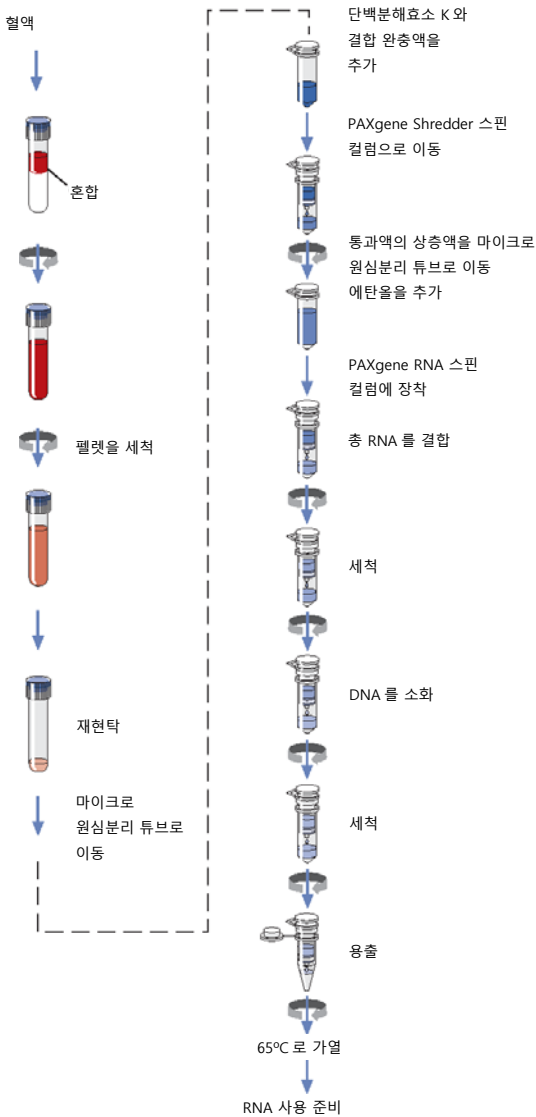 혈액
혼합
펠렛을 세척
재현탁
마이크로
원심분리 튜브로
이동
단백분해효소 K 와
결합 완충액을
추가
PAXgene Shredder 스핀
컬럼으로 이동
통과액의 상층액을 마이크로
원심분리 튜브로 이동
에탄올을 추가
PAXgene RNA 스핀
컬럼에 장착
총 RNA 를 결합
세척
DNA 를 소화
세척
용출
65ºC 로 가열
RNA 사용 준비